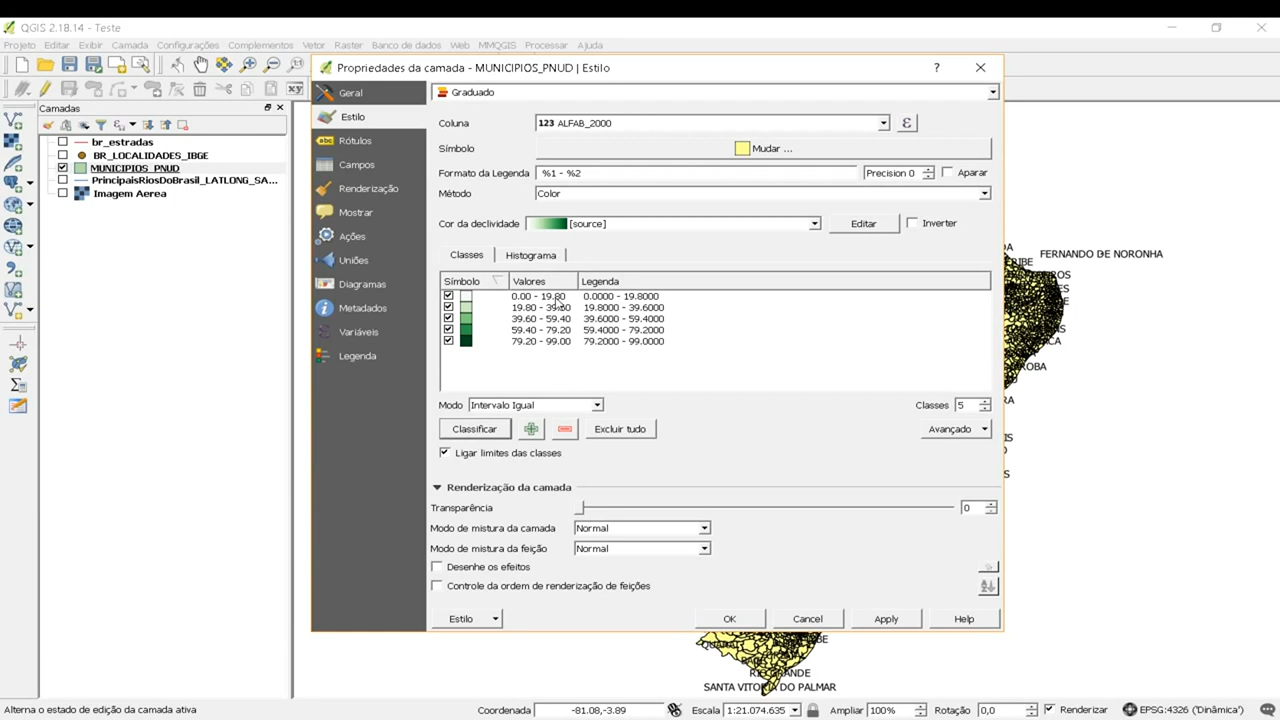 QGIS 2.18.14 - Teste
Projeto Editar Exibir Camada Configurações Complementos Vetor Raster Banco de dados Web MMQGIS Processar Ajuda
Camadas
br_estradas
BR_LOCALIDADES_IBGE
MUNICIPIOS_PNUD
PrincipaisRiosDoBrasil_LATLONG_SA...
Imagem Aerea
Propriedades da camada - MUNICIPIOS_PNUD | Estilo
Geral
Estilo
Rótulos
Campos
Renderização
Mostrar
Ações
Uniões
Diagramas
Metadados
Variáveis
Legenda
Graduado
Coluna 123 ALFAB_2000 ε
Símbolo Mudar ...
Formato da Legenda %1 - %2 Precision 0 Aparar
Método Color
Cor da declividade [source] Editar Inverter
Classes Histograma
Símbolo Valores Legenda
0.00 - 19.80 0.0000 - 19.8000
19.80 - 39.60 19.8000 - 39.6000
39.60 - 59.40 39.6000 - 59.4000
59.40 - 79.20 59.4000 - 79.2000
79.20 - 99.00 79.2000 - 99.0000
Modo Intervalo Igual Classes 5
Classificar Excluir tudo Avançado
Ligar limites das classes
Renderização da camada
Transparência 0
Modo de mistura da camada Normal
Modo de mistura da feição Normal
Desenhe os efeitos
Controle da ordem de renderização de feições
Estilo OK Cancel Apply Help
FERNANDO DE NORONHA
RIO GRANDE
SANTA VITORIA DO PALMAR
Alterna o estado de edição da camada ativa Coordenada -81.08,-3.89 Escala 1:21.074.635 Ampliar 100% Rotação 0,0 Renderizar EPSG:4326 ('Dinâmica')